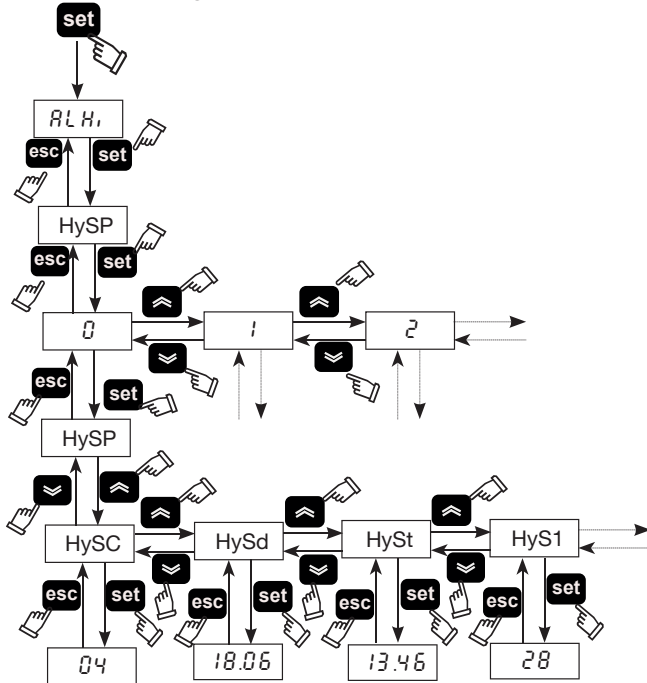 set
ALHi
esc set
HySP
esc set
0 1 2
esc set
HySP
HySC HySd HySt HyS1
esc set esc set esc set esc set
04 18.06 13.46 28